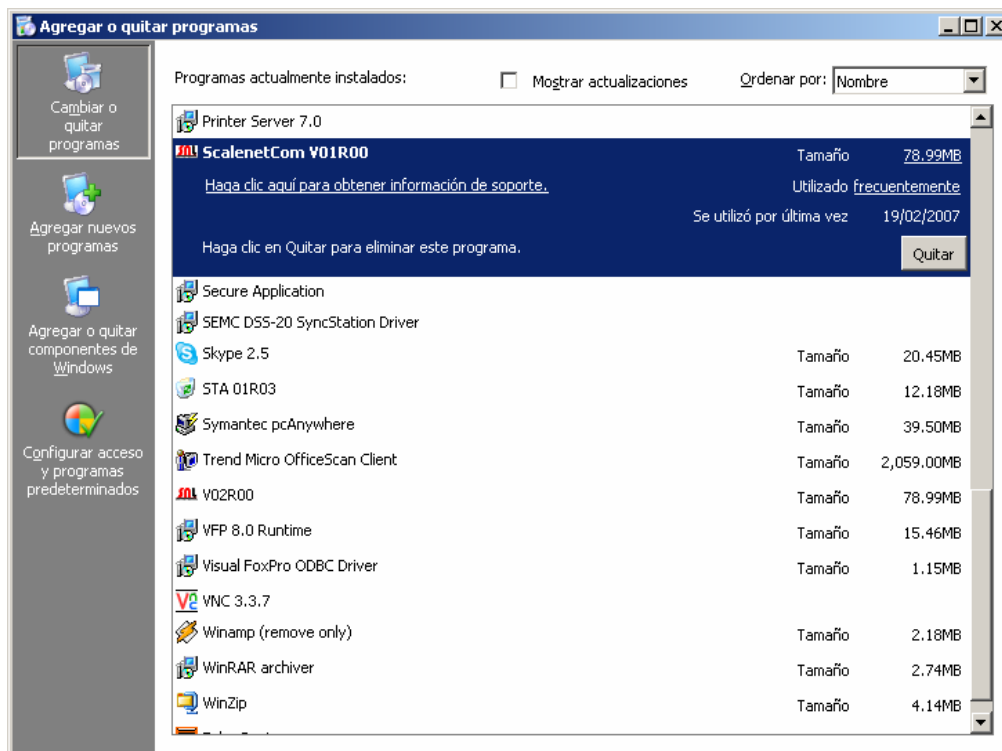 Agregar o quitar programas
Cambiar o
quitar
programas
Agregar nuevos
programas
Agregar o quitar
componentes de
Windows
Configurar acceso
y programas
predeterminados
Programas actualmente instalados:
Mostrar actualizaciones
Ordenar por: Nombre
Printer Server 7.0
ScalenetCom V01R00 Tamaño 78.99MB
Haga clic aquí para obtener información de soporte. Utilizado frecuentemente
Se utilizó por última vez 19/02/2007
Haga clic en Quitar para eliminar este programa. Quitar
Secure Application
SEMC DSS-20 SyncStation Driver
Skype 2.5 Tamaño 20.45MB
STA 01R03 Tamaño 12.18MB
Symantec pcAnywhere Tamaño 39.50MB
Trend Micro OfficeScan Client Tamaño 2,059.00MB
V02R00 Tamaño 78.99MB
VFP 8.0 Runtime Tamaño 15.46MB
Visual FoxPro ODBC Driver Tamaño 1.15MB
VNC 3.3.7
Winamp (remove only) Tamaño 2.18MB
WinRAR archiver Tamaño 2.74MB
WinZip Tamaño 4.14MB